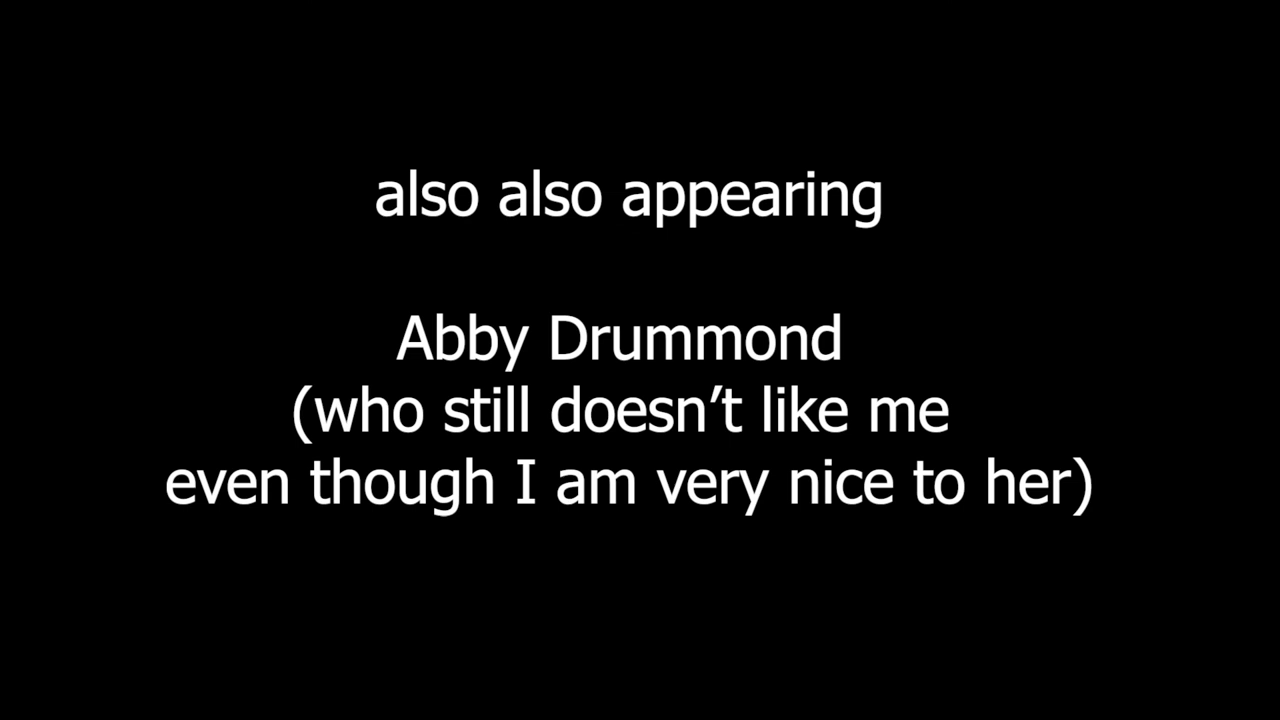 also also appearing
Abby Drummond
(who still doesn’t like me
even though I am very nice to her)